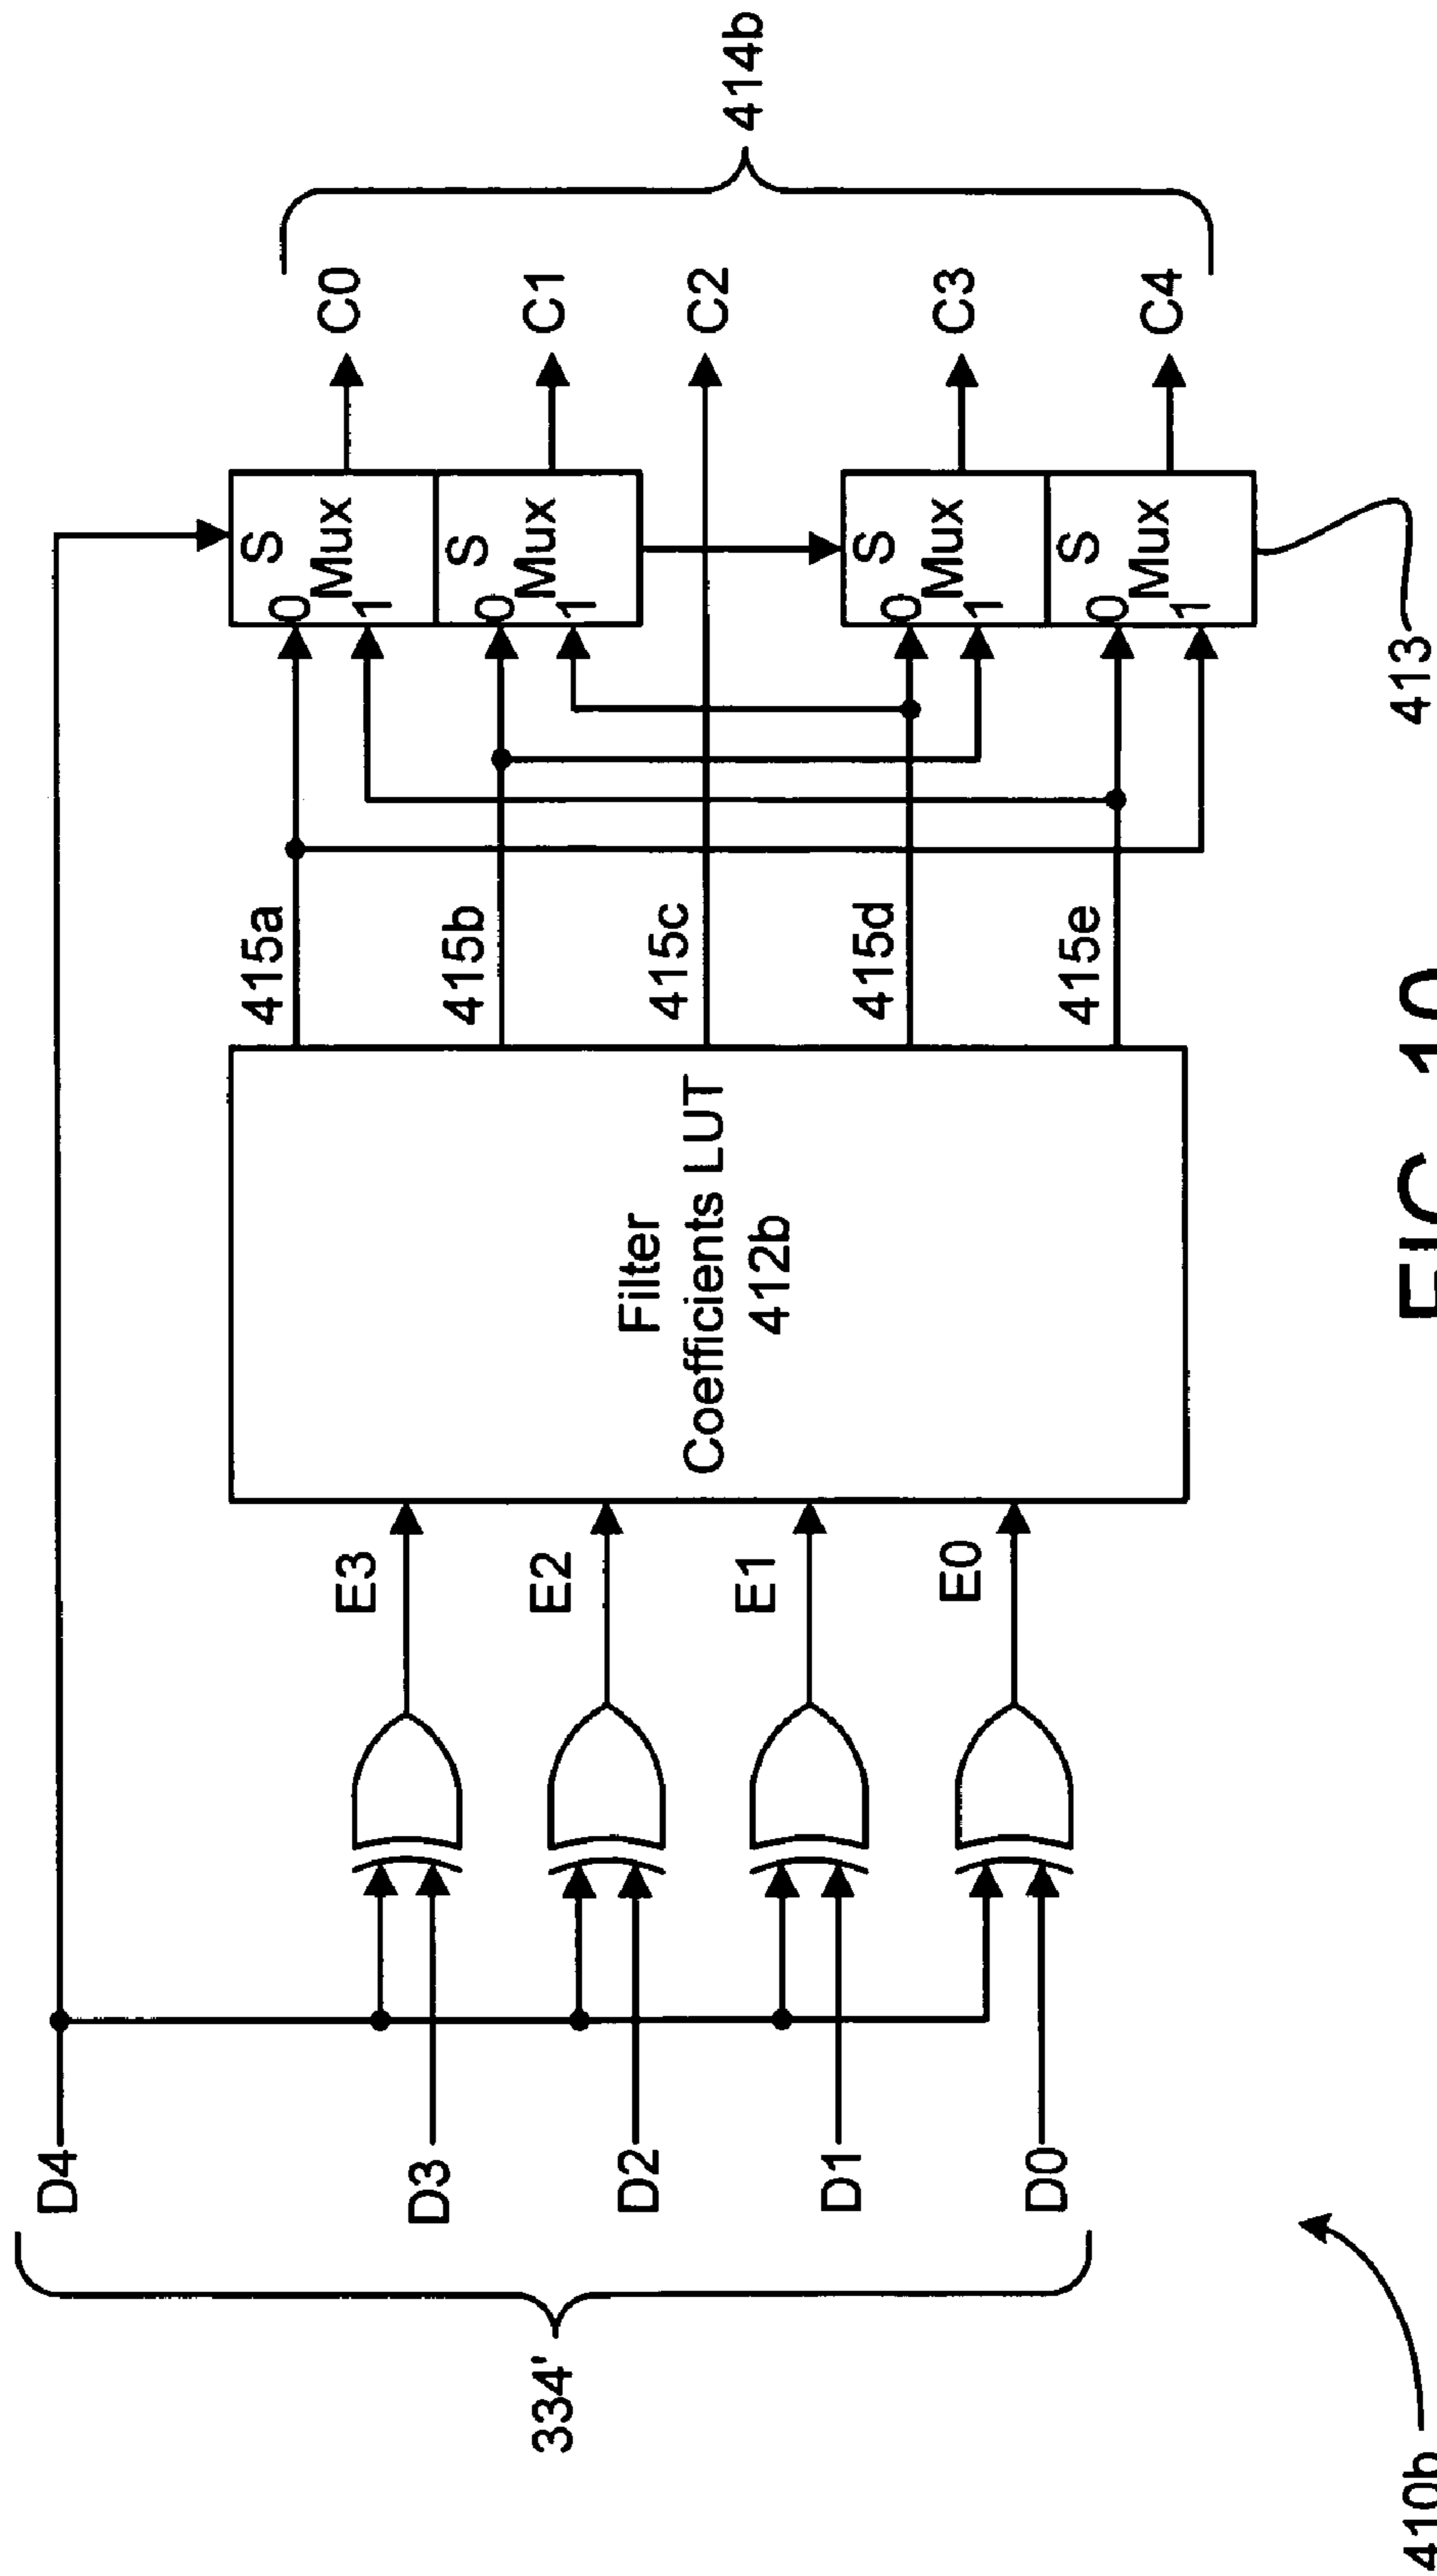 334'
D4
D3
D2
D1
D0
E3
E2
E1
E0
Filter
Coefficients LUT
412b
415a
415b
415c
415d
415e
S
0 Mux
1
S
0 Mux
1
S
0 Mux
1
S
0 Mux
1
C0
C1
C2
C3
C4
414b
413
410b